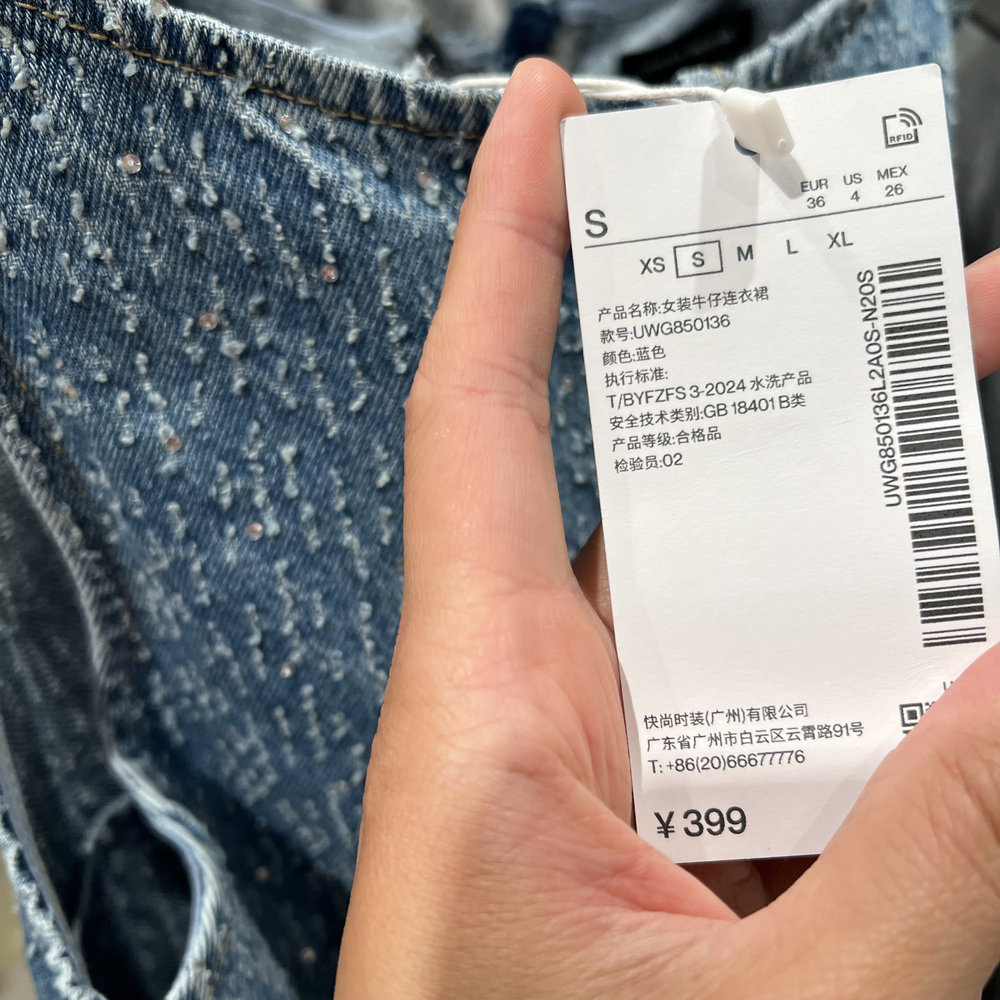 RFID
EUR US MEX
36 4 26
S
XS S M L XL
产品名称:女装牛仔连衣裙
款号:UWG850136
颜色:蓝色
执行标准:
T/BYFZFS 3-2024 水洗产品
安全技术类别:GB 18401 B类
产品等级:合格品
检验员:02
UWG850136L2A0S-N20S
快尚时装(广州)有限公司
广东省广州市白云区云霄路91号
T: +86(20)66677776
¥399